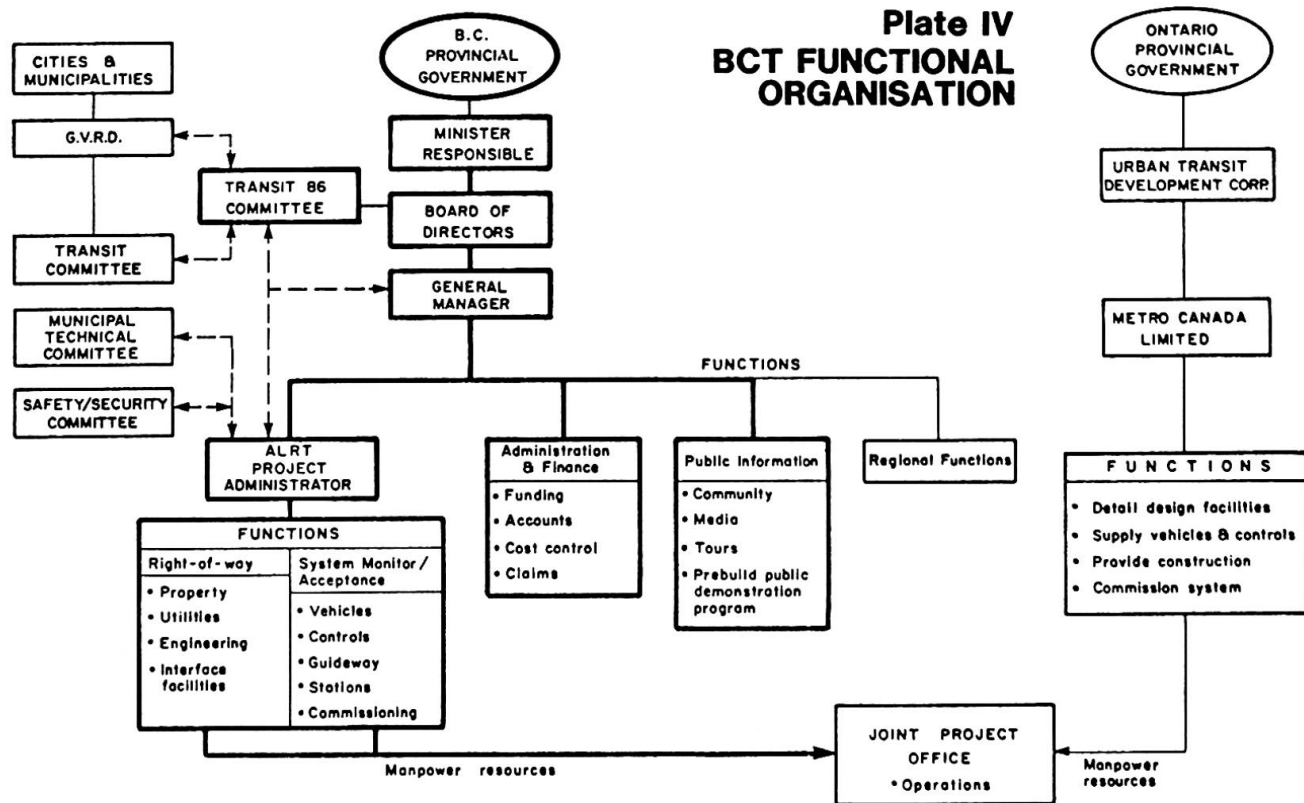 Plate IV
BCT FUNCTIONAL
ORGANISATION
CITIES &
MUNICIPALITIES
G.V.R.D.
TRANSIT
COMMITTEE
MUNICIPAL
TECHNICAL
COMMITTEE
SAFETY/SECURITY
COMMITTEE
TRANSIT 86
COMMITTEE
B.C.
PROVINCIAL
GOVERNMENT
MINISTER
RESPONSIBLE
BOARD OF
DIRECTORS
GENERAL
MANAGER
FUNCTIONS
ALRT
PROJECT
ADMINISTRATOR
FUNCTIONS
Right-of-way
• Property
• Utilities
• Engineering
• Interface
facilities
System Monitor/
Acceptance
• Vehicles
• Controls
• Guideway
• Stations
• Commissioning
Administration
& Finance
• Funding
• Accounts
• Cost control
• Claims
Public Information
• Community
• Media
• Tours
• Prebuild public
demonstration
program
Regional Functions
ONTARIO
PROVINCIAL
GOVERNMENT
URBAN TRANSIT
DEVELOPMENT CORP.
METRO CANADA
LIMITED
FUNCTIONS
• Detail design facilities
• Supply vehicles & controls
• Provide construction
• Commission system
Manpower resources
JOINT PROJECT
OFFICE
• Operations
Manpower
resources